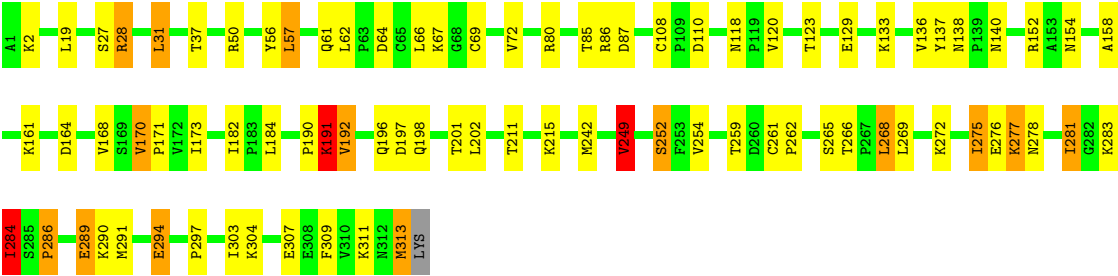 A1 K2 L19 S27 R28 L31 T37 R50 Y56 L57 Q61 L62 P63 D64 C65 L66 K67 G68 C69 V72 R80 T85 R86 D87 C108 P109 D110 N118 P119 V120 T123 E129 K133 V136 Y137 N138 P139 N140 R152 A153 N154 A158
K161 D164 V168 S169 V170 P171 V172 I173 I182 P183 L184 P190 K191 V192 Q196 D197 Q198 T201 L202 T211 K215 M242 V249 S252 F253 V254 T259 D260 C261 P262 S265 T266 P267 L268 L269 K272 I275 E276 K277 N278 I281 G282 K283
I284 S285 P286 E289 K290 M291 E294 P297 I303 K304 E307 E308 F309 V310 K311 N312 M313 LYS